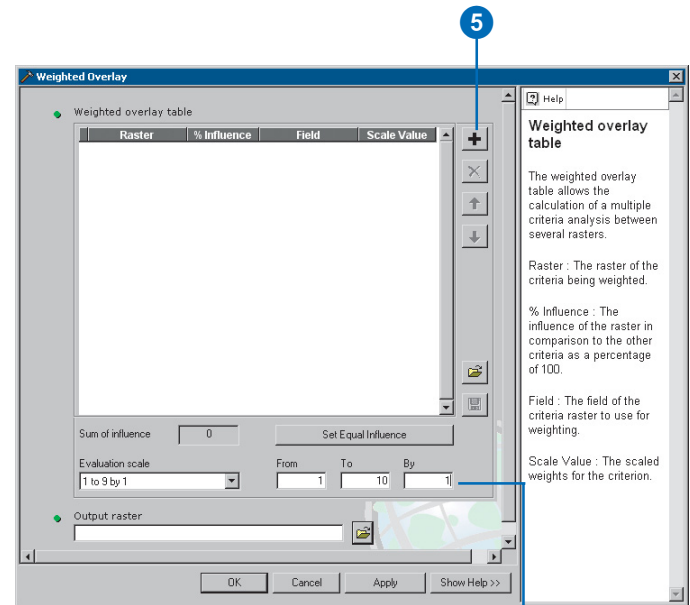 5
Weighted Overlay
Weighted overlay table
Raster % Influence Field Scale Value
Sum of influence 0 Set Equal Influence
Evaluation scale From To By
1 to 9 by 1 1 10 1
Output raster
OK Cancel Apply Show Help >>
Help
Weighted overlay
table
The weighted overlay
table allows the
calculation of a multiple
criteria analysis between
several rasters.
Raster : The raster of the
criteria being weighted.
% Influence : The
influence of the raster in
comparison to the other
criteria as a percentage
of 100.
Field : The field of the
criteria raster to use for
weighting.
Scale Value : The scaled
weights for the criterion.